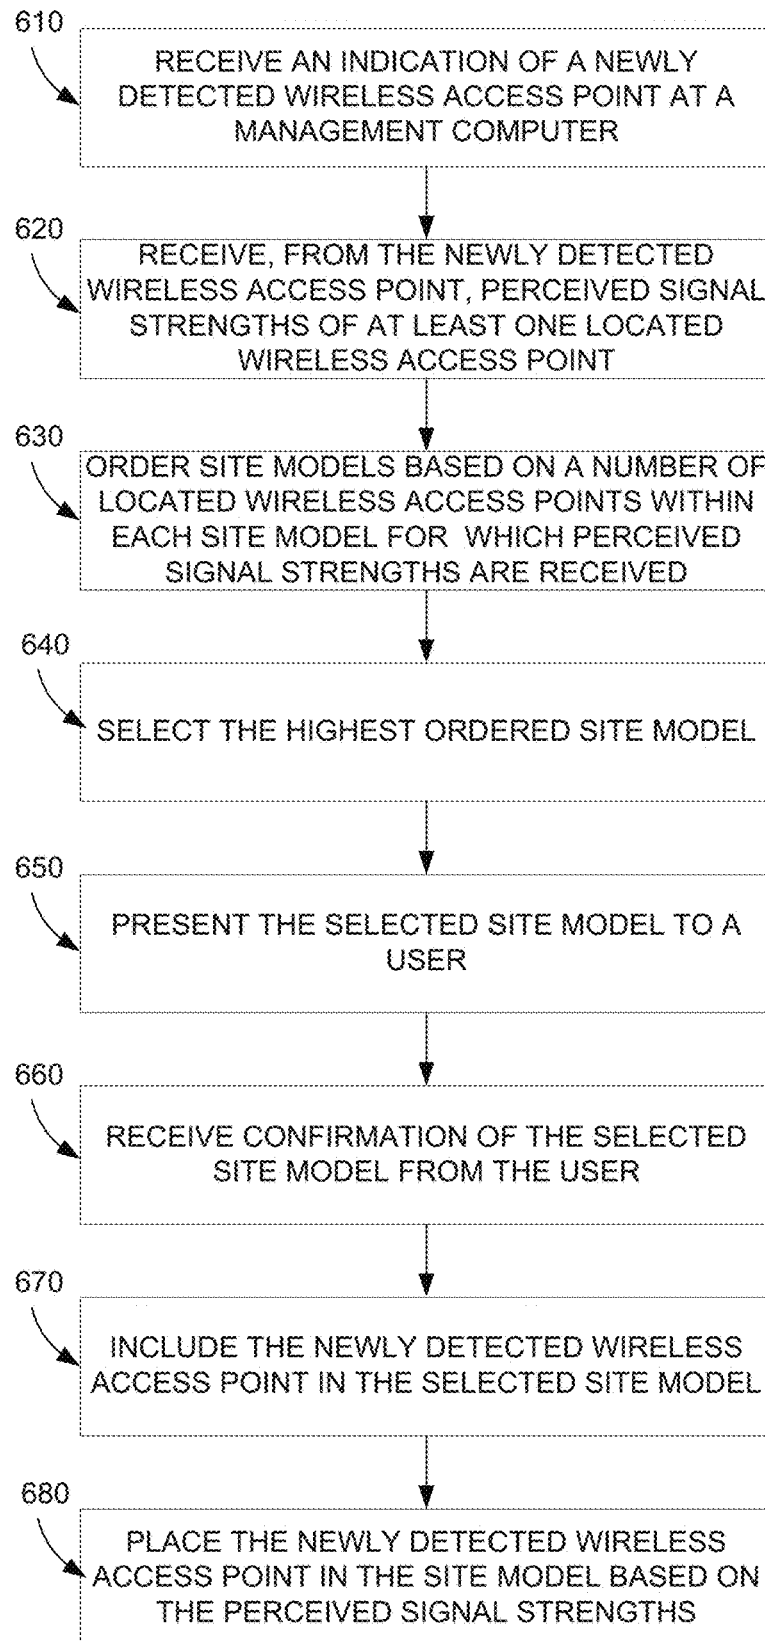 610
RECEIVE AN INDICATION OF A NEWLY
DETECTED WIRELESS ACCESS POINT AT A
MANAGEMENT COMPUTER
620
RECEIVE, FROM THE NEWLY DETECTED
WIRELESS ACCESS POINT, PERCEIVED SIGNAL
STRENGTHS OF AT LEAST ONE LOCATED
WIRELESS ACCESS POINT
630
ORDER SITE MODELS BASED ON A NUMBER OF
LOCATED WIRELESS ACCESS POINTS WITHIN
EACH SITE MODEL FOR WHICH PERCEIVED
SIGNAL STRENGTHS ARE RECEIVED
640
SELECT THE HIGHEST ORDERED SITE MODEL
650
PRESENT THE SELECTED SITE MODEL TO A
USER
660
RECEIVE CONFIRMATION OF THE SELECTED
SITE MODEL FROM THE USER
670
INCLUDE THE NEWLY DETECTED WIRELESS
ACCESS POINT IN THE SELECTED SITE MODEL
680
PLACE THE NEWLY DETECTED WIRELESS
ACCESS POINT IN THE SITE MODEL BASED ON
THE PERCEIVED SIGNAL STRENGTHS